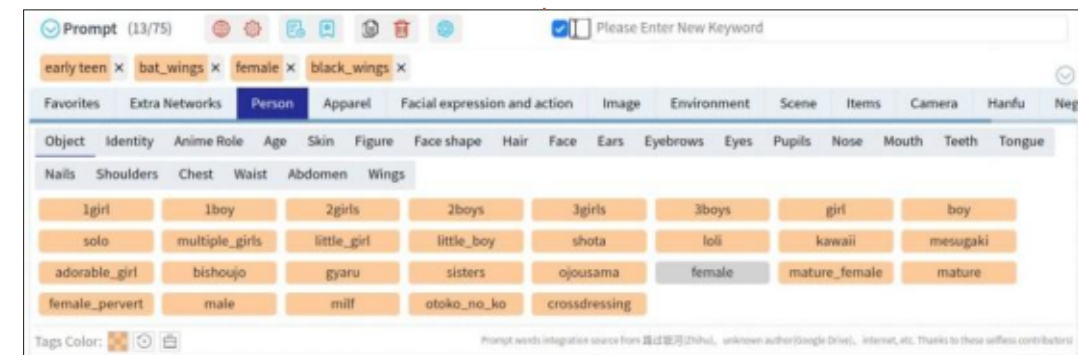 Prompt (13/75) Please Enter New Keyword
early teen × bat_wings × female × black_wings ×
Favorites Extra Networks Person Apparel Facial expression and action Image Environment Scene Items Camera Hanfu Neg
Object Identity Anime Role Age Skin Figure Face shape Hair Face Ears Eyebrows Eyes Pupils Nose Mouth Teeth Tongue
Nails Shoulders Chest Waist Abdomen Wings
1girl 1boy 2girls 2boys 3girls 3boys girl boy
solo multiple_girls little_girl little_boy shota loli kawaii mesugaki
adorable_girl bishoujo gyaru sisters ojousama female mature_female mature
female_pervert male milf otoko_no_ko crossdressing
Tags Color: Prompt words integration source from 路过银河(Zhihu)、 unknown author(Google Drive)、 internet, etc. Thanks to these selfless contributors!